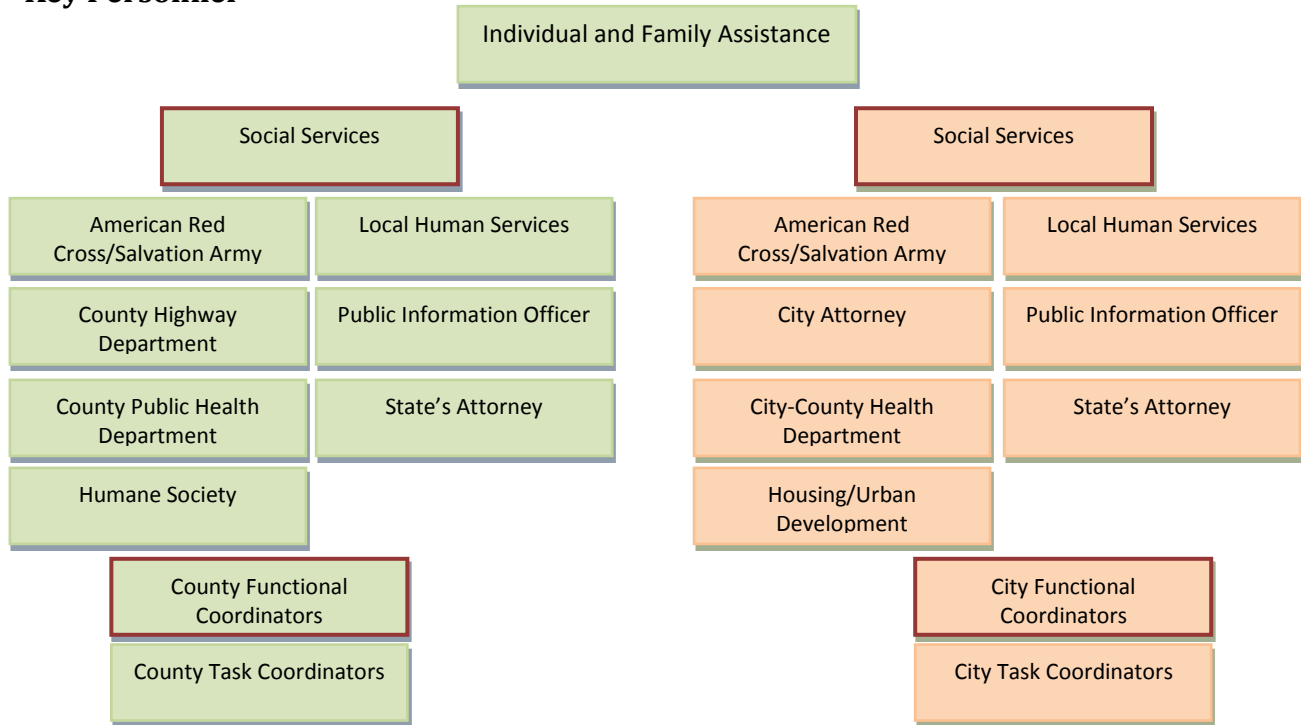 Key Personnel
Individual and Family Assistance
Social Services
American Red
Cross/Salvation Army
Local Human Services
County Highway
Department
Public Information Officer
County Public Health
Department
State’s Attorney
Humane Society
County Functional
Coordinators
County Task Coordinators
Social Services
American Red
Cross/Salvation Army
Local Human Services
City Attorney
Public Information Officer
City-County Health
Department
State’s Attorney
Housing/Urban
Development
City Functional
Coordinators
City Task Coordinators